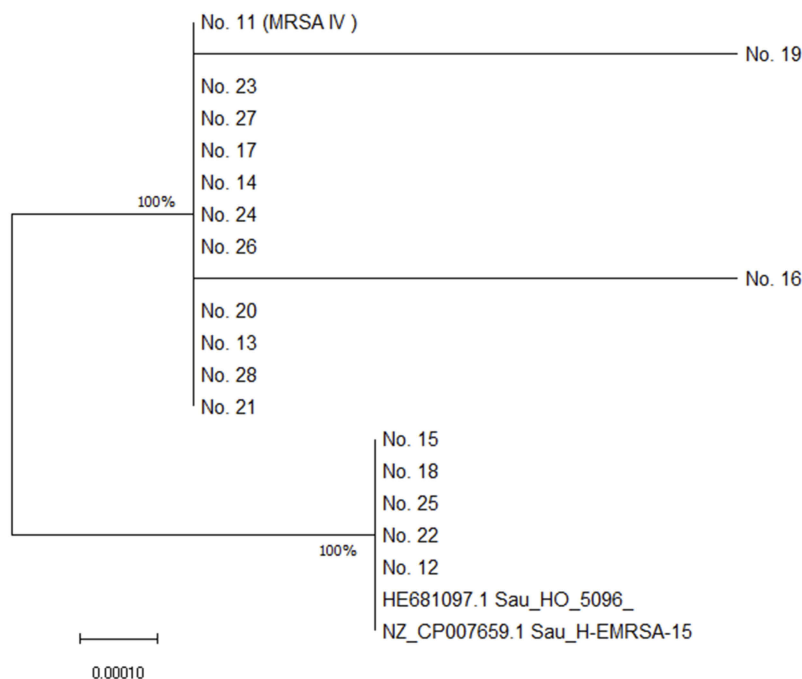 No. 11 (MRSA IV )
No. 19
No. 23
No. 27
No. 17
No. 14
100%
No. 24
No. 26
No. 16
No. 20
No. 13
No. 28
No. 21
No. 15
No. 18
No. 25
No. 22
100%
No. 12
HE681097.1 Sau_HO_5096_
NZ_CP007659.1 Sau_H-EMRSA-15
0.00010